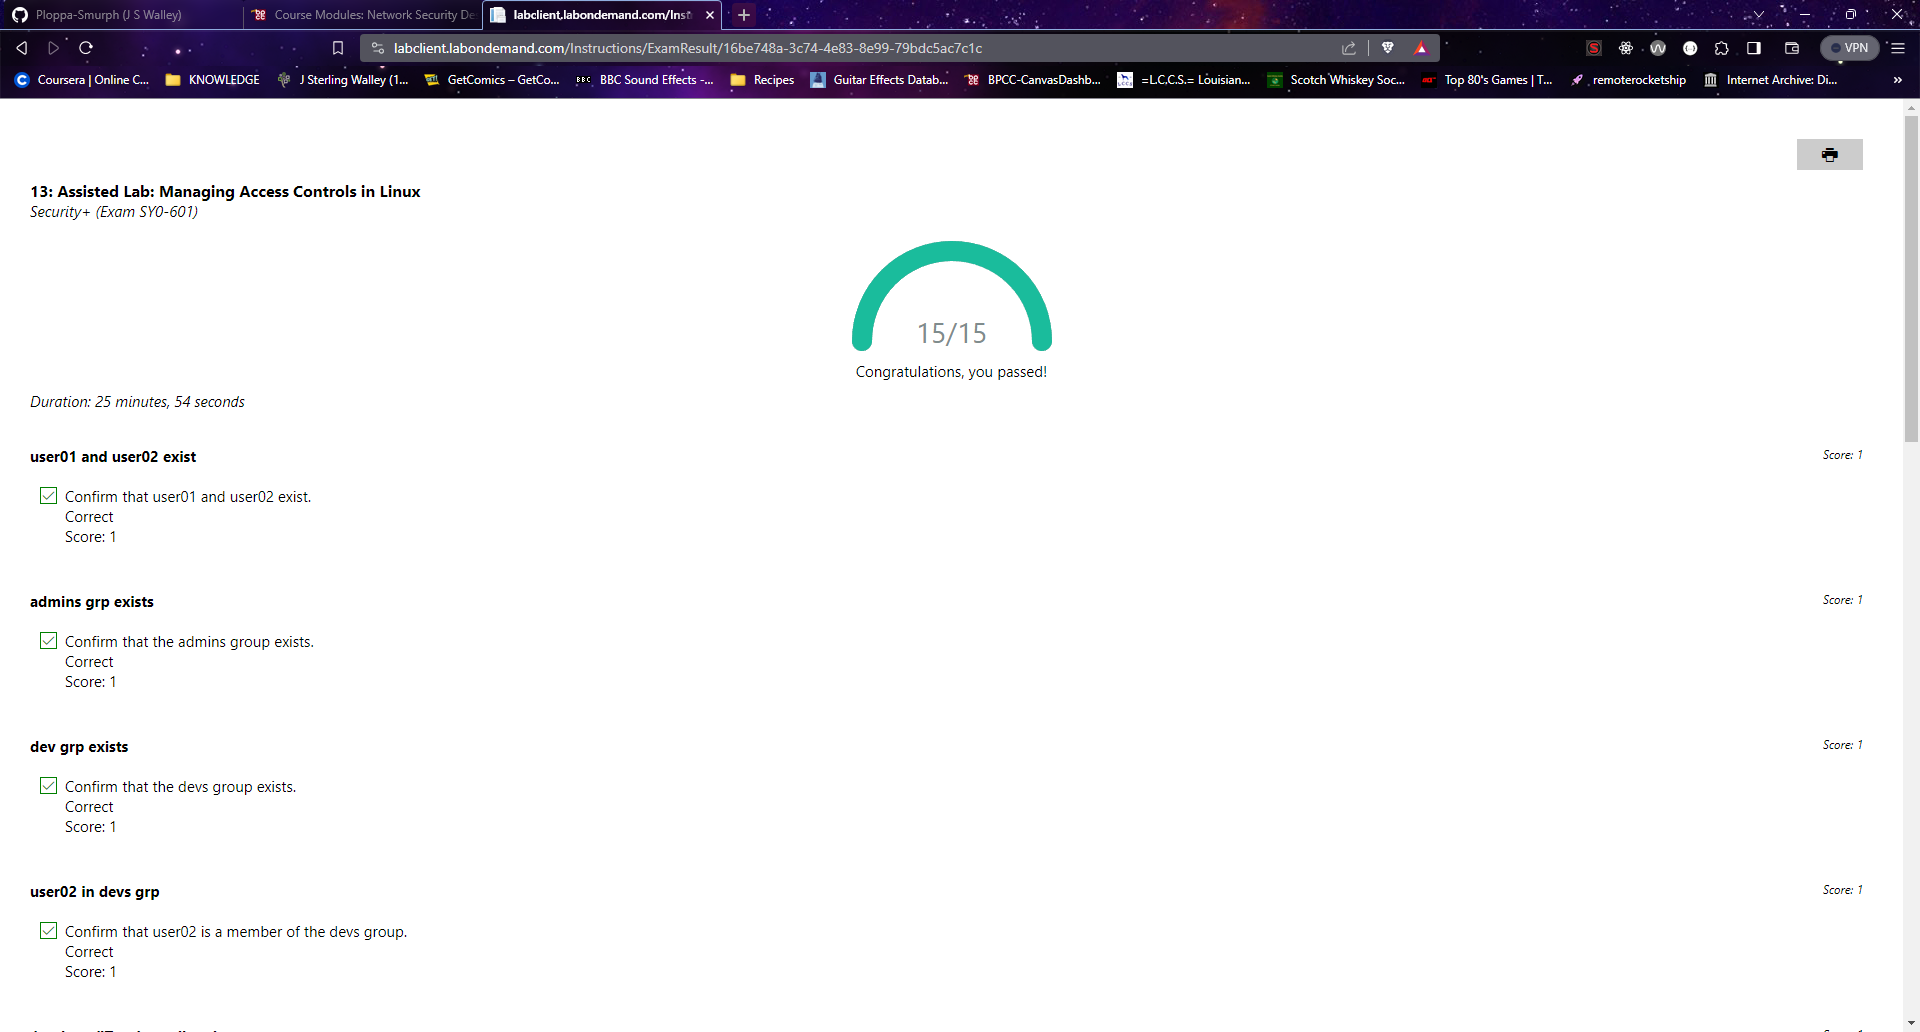 Ploppa-Smurph (J S Walley)
Course Modules: Network Security De
labclient.labondemand.com/Inst
labclient.labondemand.com/Instructions/ExamResult/16be748a-3c74-4e83-8e99-79bdc5ac7c1c
VPN
Coursera | Online C...
KNOWLEDGE
J Sterling Walley (1...
GetComics – GetCo...
BBC
BBC Sound Effects -...
Recipes
Guitar Effects Datab...
BPCC-CanvasDashb...
=L.C.C.S.= Louisian...
Scotch Whiskey Soc...
Top 80's Games | T...
remoterocketship
Internet Archive: Di...
13: Assisted Lab: Managing Access Controls in Linux
Security+ (Exam SY0-601)
15/15
Congratulations, you passed!
Duration: 25 minutes, 54 seconds
user01 and user02 exist
Score: 1
Confirm that user01 and user02 exist.
Correct
Score: 1
admins grp exists
Score: 1
Confirm that the admins group exists.
Correct
Score: 1
dev grp exists
Score: 1
Confirm that the devs group exists.
Correct
Score: 1
user02 in devs grp
Score: 1
Confirm that user02 is a member of the devs group.
Correct
Score: 1